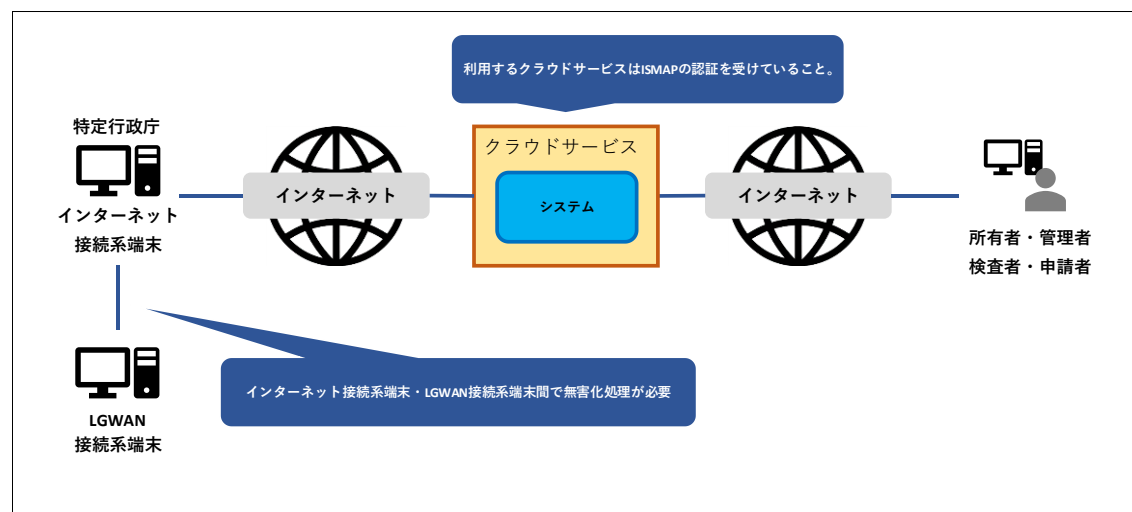 利用するクラウドサービスはISMAPの認証を受けていること。
特定行政庁
クラウドサービス
インターネット
システム
インターネット
インターネット
接続系端末
所有者・管理者
検査者・申請者
インターネット接続系端末・LGWAN接続系端末間で無害化処理が必要
LGWAN
接続系端末